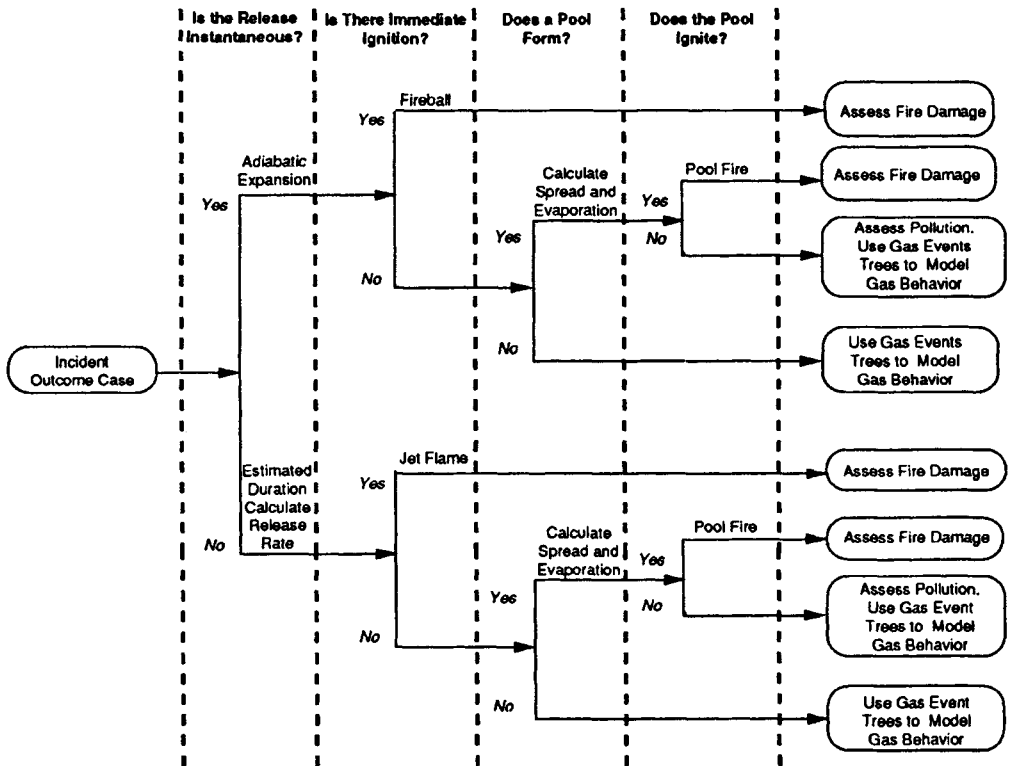 Is the Release
Instantaneous?
Is There Immediate
Ignition?
Does a Pool
Form?
Does the Pool
Ignite?
Fireball
Yes
Assess Fire Damage
Adiabatic
Expansion
Yes
Calculate
Spread and
Evaporation
Pool Fire
Yes
No
Assess Fire Damage
Yes
No
Assess Pollution.
Use Gas Events
Trees to Model
Gas Behavior
No
Use Gas Events
Trees to Model
Gas Behavior
Incident
Outcome Case
Estimated
Duration
Calculate
Release
Rate
No
Jet Flame
Yes
Assess Fire Damage
Calculate
Spread and
Evaporation
Pool Fire
Yes
No
Assess Fire Damage
Yes
No
Assess Pollution.
Use Gas Event
Trees to Model
Gas Behavior
No
Use Gas Event
Trees to Model
Gas Behavior